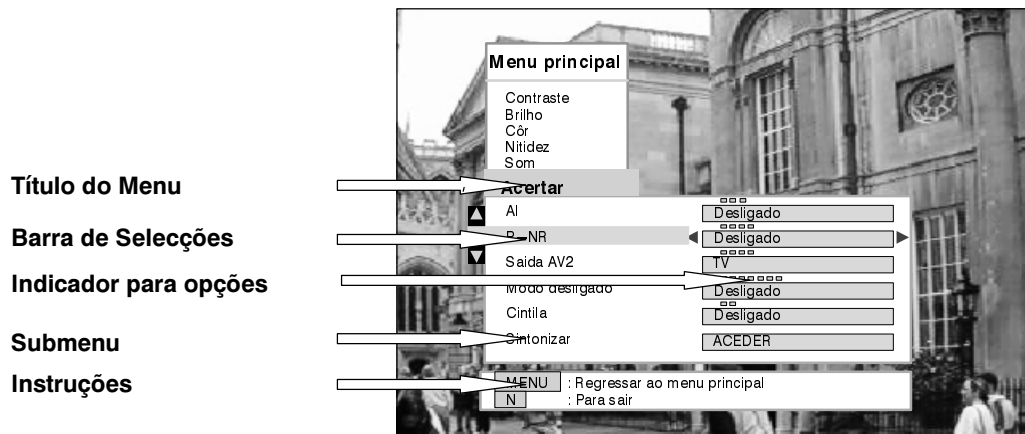 Menu principal
Contraste
Brilho
Côr
Nitidez
Som
Título do Menu
Acertar
AI
Desligado
Barra de Selecções
Desligado
Saida AV2
TV
Indicador para opções
Modo desligado
Desligado
Cintila
Desligado
Submenu
Sintonizar
ACEDER
Instruções
MENU : Regressar ao menu principal
N : Para sair